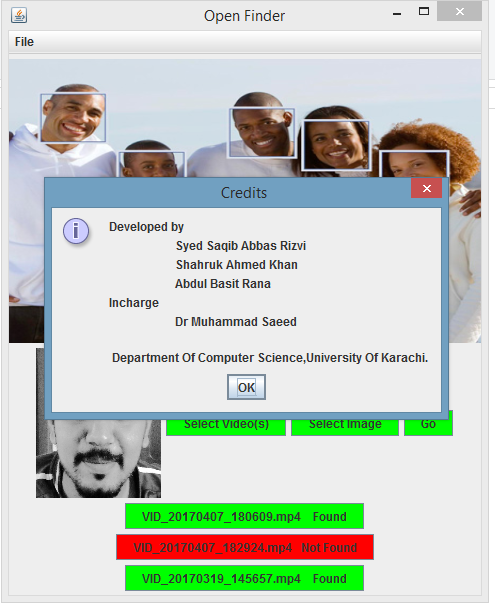 Open Finder
File
Credits
Developed by
Syed Saqib Abbas Rizvi
Shahruk Ahmed Khan
Abdul Basit Rana
Incharge
Dr Muhammad Saeed
Department Of Computer Science,University Of Karachi.
OK
Select Video(s) Select Image Go
VID_20170407_180609.mp4 Found
VID_20170407_182924.mp4 Not Found
VID_20170319_145657.mp4 Found